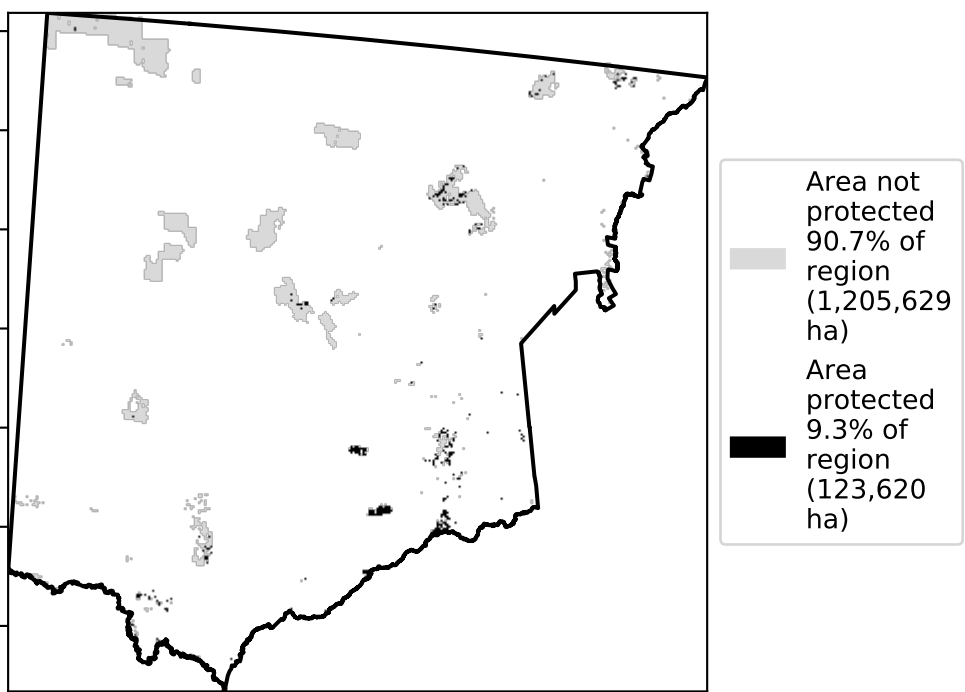 Area not
protected
90.7% of
region
(1,205,629
ha)
Area
protected
9.3% of
region
(123,620
ha)